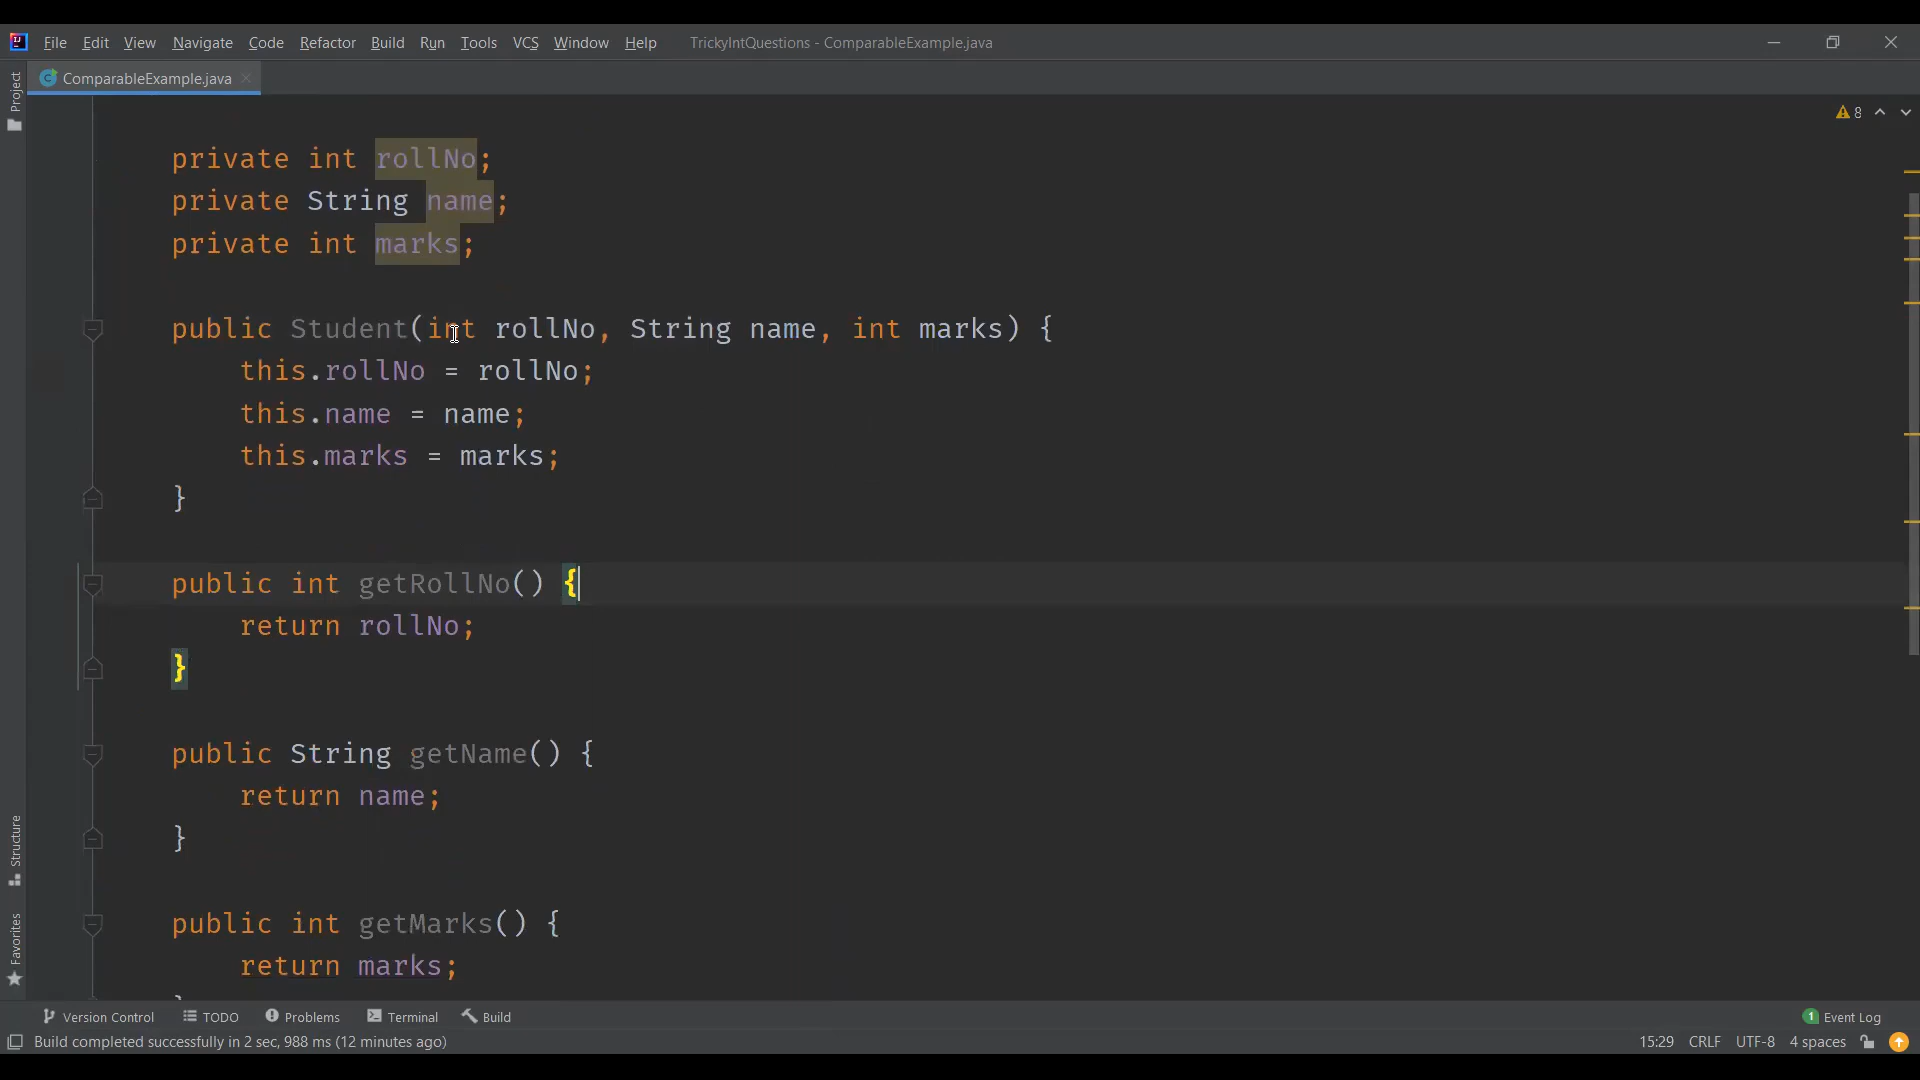 File Edit View Navigate Code Refactor Build Run Tools VCS Window Help TrickyIntQuestions - ComparableExample.java
ComparableExample.java
Project
8
private int rollNo;
private String name;
private int marks;
public Student(int rollNo, String name, int marks) {
this.rollNo = rollNo;
this.name = name;
this.marks = marks;
}
public int getRollNo() {
return rollNo;
}
public String getName() {
return name;
}
public int getMarks() {
return marks;
Structure
Favorites
Version Control TODO Problems Terminal Build 1 Event Log
Build completed successfully in 2 sec, 988 ms (12 minutes ago) 15:29 CRLF UTF-8 4 spaces